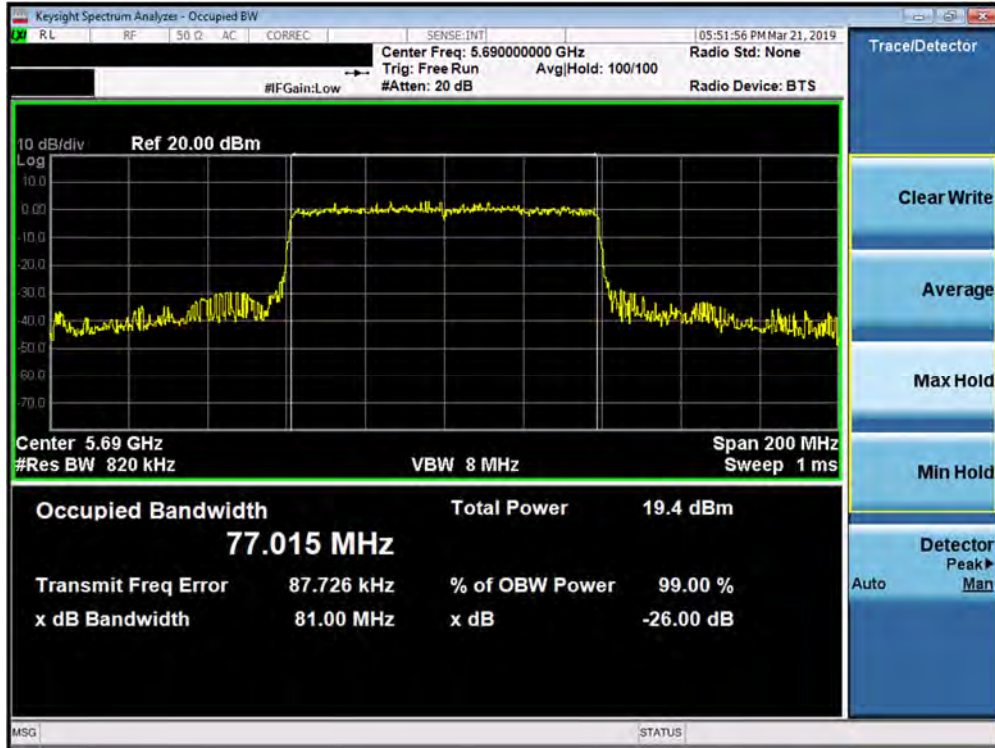 Keysight Spectrum Analyzer - Occupied BW
LXI RL RF 50 Ω AC CORREC SENSE:INT 05:51:56 PM Mar 21, 2019
Center Freq: 5.690000000 GHz Radio Std: None
Trig: Free Run Avg|Hold: 100/100
#IFGain:Low #Atten: 20 dB Radio Device: BTS
Trace/Detector
10 dB/div Ref 20.00 dBm
Log
10.0
0.00
-10.0
-20.0
-30.0
-40.0
-50.0
-60.0
-70.0
Center 5.69 GHz Span 200 MHz
#Res BW 820 kHz VBW 8 MHz Sweep 1 ms
Occupied Bandwidth Total Power 19.4 dBm
77.015 MHz
Transmit Freq Error 87.726 kHz % of OBW Power 99.00 %
x dB Bandwidth 81.00 MHz x dB -26.00 dB
Clear Write
Average
Max Hold
Min Hold
Detector
Peak▶
Auto Man
MSG STATUS